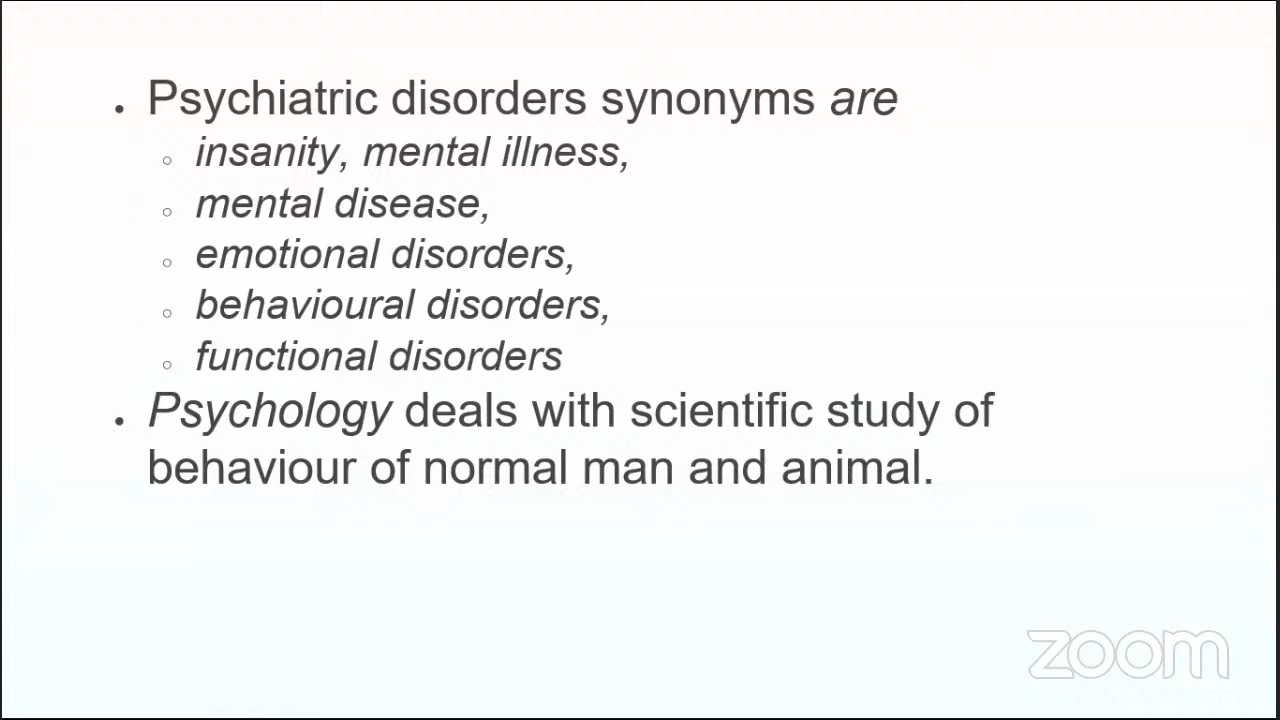 • Psychiatric disorders synonyms are
○ insanity, mental illness,
○ mental disease,
○ emotional disorders,
○ behavioural disorders,
○ functional disorders
• Psychology deals with scientific study of
behaviour of normal man and animal.
zoom